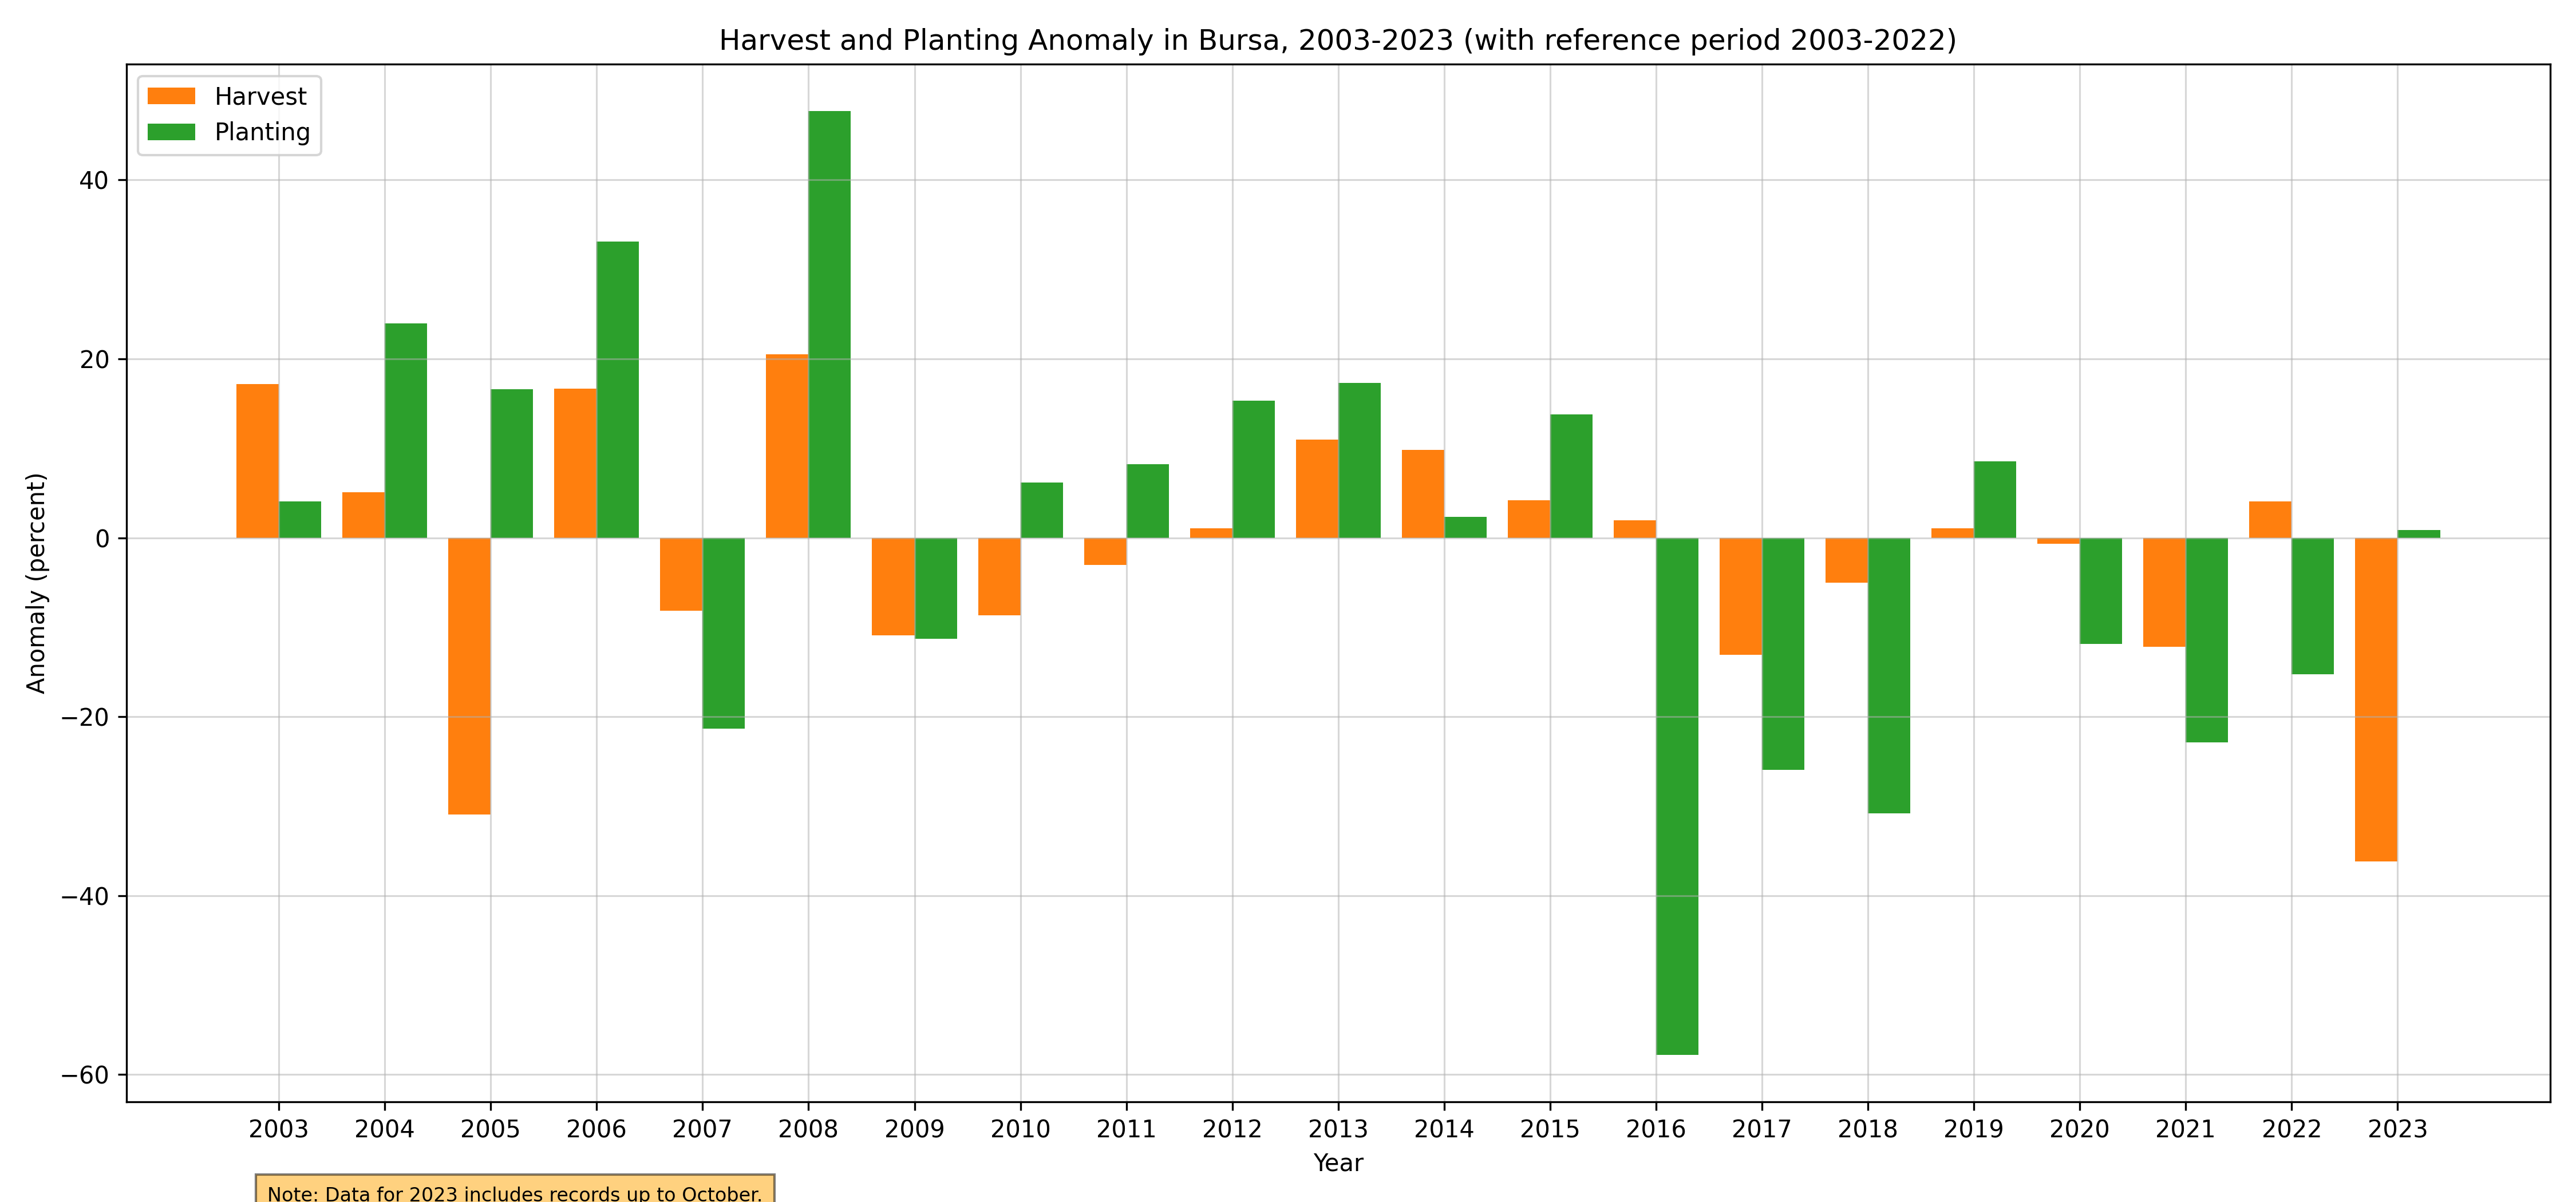 Harvest and Planting Anomaly in Bursa, 2003-2023 (with reference period 2003-2022)
Harvest
Planting
40
20
0
−20
−40
−60
Anomaly (percent)
2003 2004 2005 2006 2007 2008 2009 2010 2011 2012 2013 2014 2015 2016 2017 2018 2019 2020 2021 2022 2023
Year
Note: Data for 2023 includes records up to October.